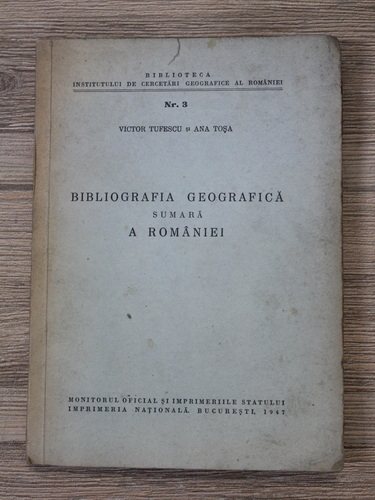 BIBLIOTECA
INSTITUTULUI DE CERCETĂRI GEOGRAFICE AL ROMÂNIEI
Nr. 3
VICTOR TUFESCU și ANA TOȘA
BIBLIOGRAFIA GEOGRAFICĂ
SUMARĂ
A ROMÂNIEI
MONITORUL OFICIAL ȘI IMPRIMERIILE STATULUI
IMPRIMERIA NAȚIONALĂ. BUCUREȘTI, 1947